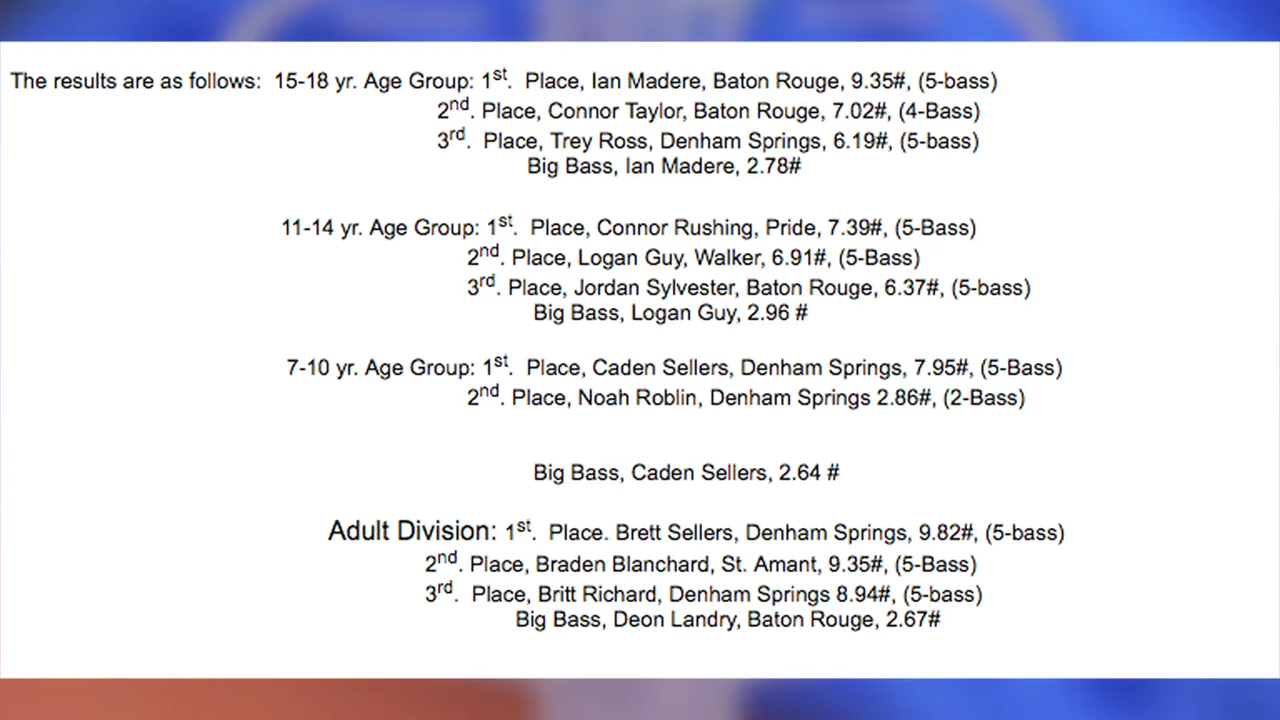 The results are as follows: 15-18 yr. Age Group: 1st. Place, Ian Madere, Baton Rouge, 9.35#, (5-bass)
2nd. Place, Connor Taylor, Baton Rouge, 7.02#, (4-Bass)
3rd. Place, Trey Ross, Denham Springs, 6.19#, (5-bass)
Big Bass, Ian Madere, 2.78#
11-14 yr. Age Group: 1st. Place, Connor Rushing, Pride, 7.39#, (5-Bass)
2nd. Place, Logan Guy, Walker, 6.91#, (5-Bass)
3rd. Place, Jordan Sylvester, Baton Rouge, 6.37#, (5-bass)
Big Bass, Logan Guy, 2.96 #
7-10 yr. Age Group: 1st. Place, Caden Sellers, Denham Springs, 7.95#, (5-Bass)
2nd. Place, Noah Roblin, Denham Springs 2.86#, (2-Bass)
Big Bass, Caden Sellers, 2.64 #
Adult Division: 1st. Place. Brett Sellers, Denham Springs, 9.82#, (5-bass)
2nd. Place, Braden Blanchard, St. Amant, 9.35#, (5-Bass)
3rd. Place, Britt Richard, Denham Springs 8.94#, (5-bass)
Big Bass, Deon Landry, Baton Rouge, 2.67#